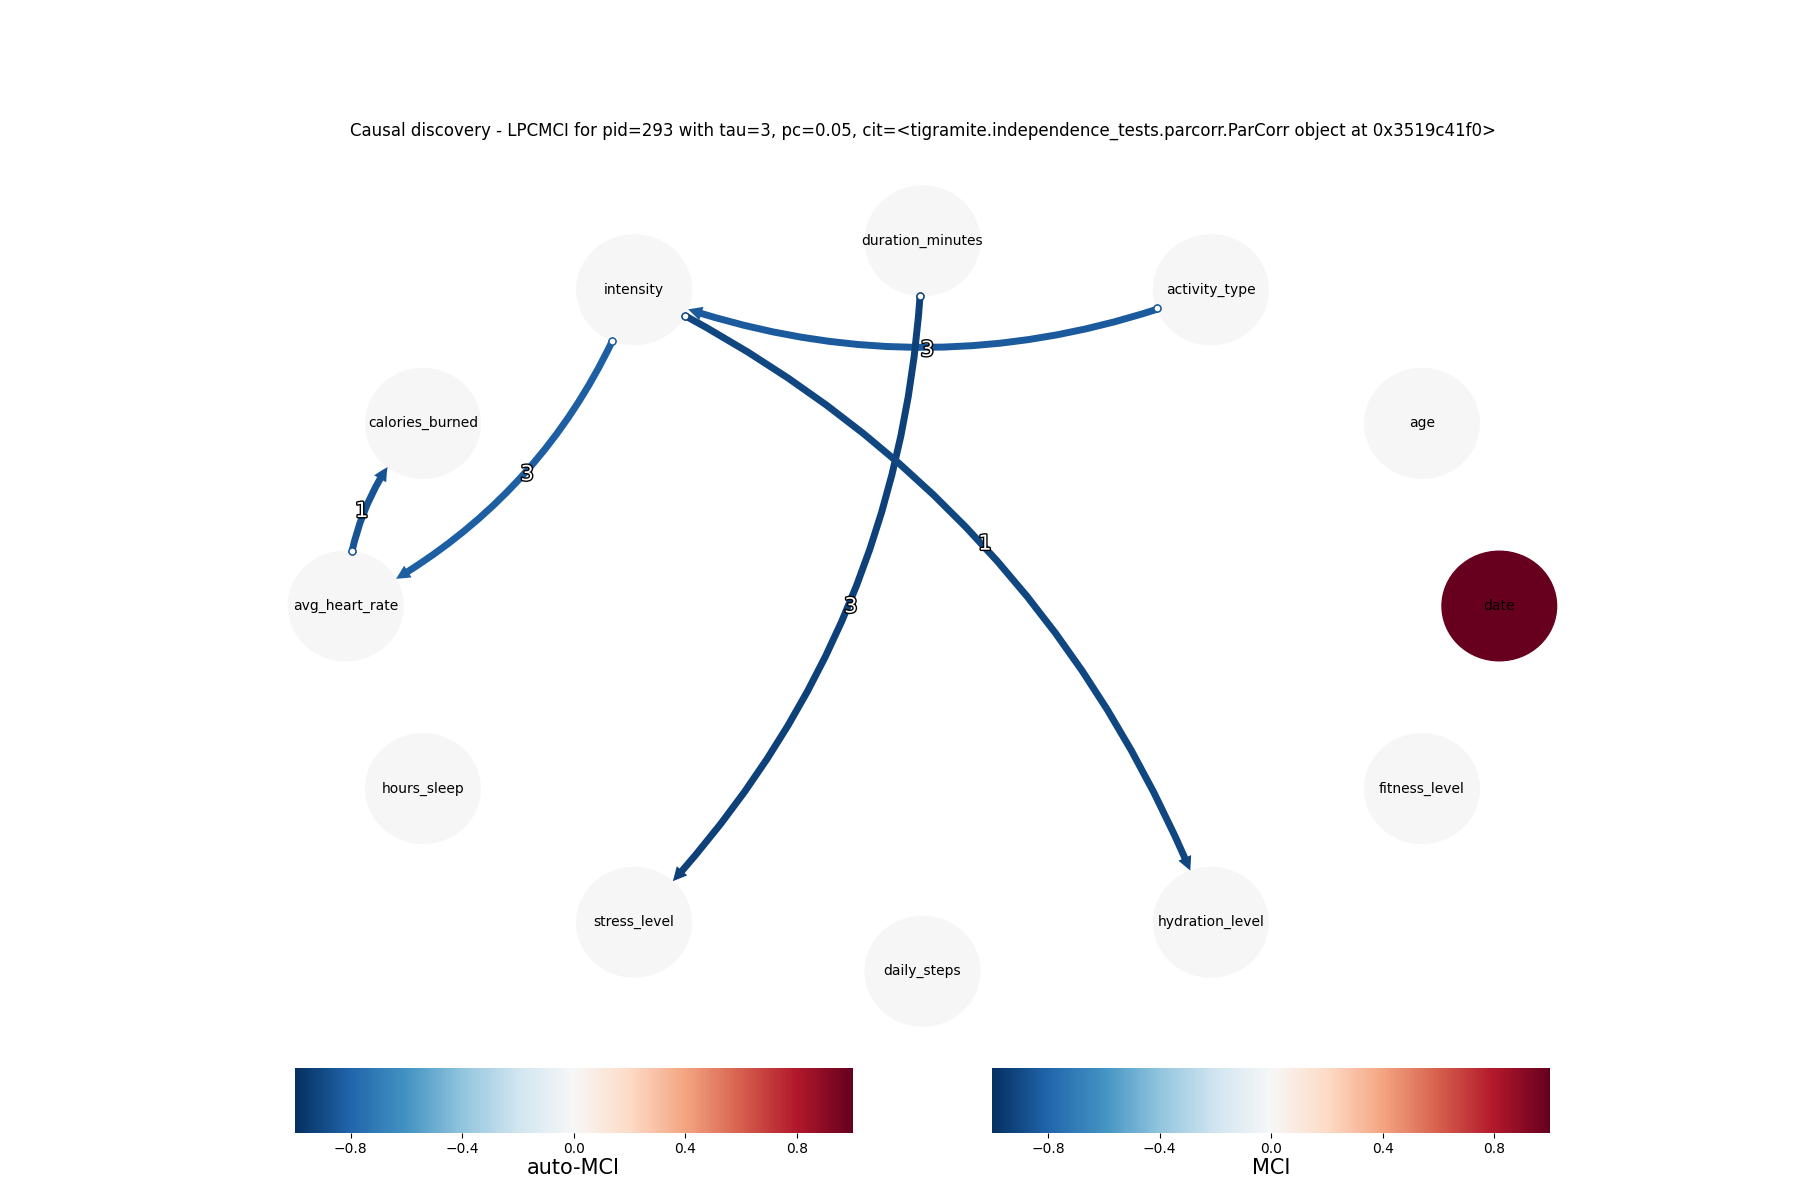 Causal discovery - LPCMCI for pid=293 with tau=3, pc=0.05, cit=<tigramite.independence_tests.parcorr.ParCorr object at 0x3519c41f0>
duration_minutes
intensity
activity_type
3
calories_burned
age
3
1
1
avg_heart_rate
3
date
hours_sleep
fitness_level
stress_level
hydration_level
daily_steps
−0.8 −0.4 0.0 0.4 0.8
auto-MCI
−0.8 −0.4 0.0 0.4 0.8
MCI